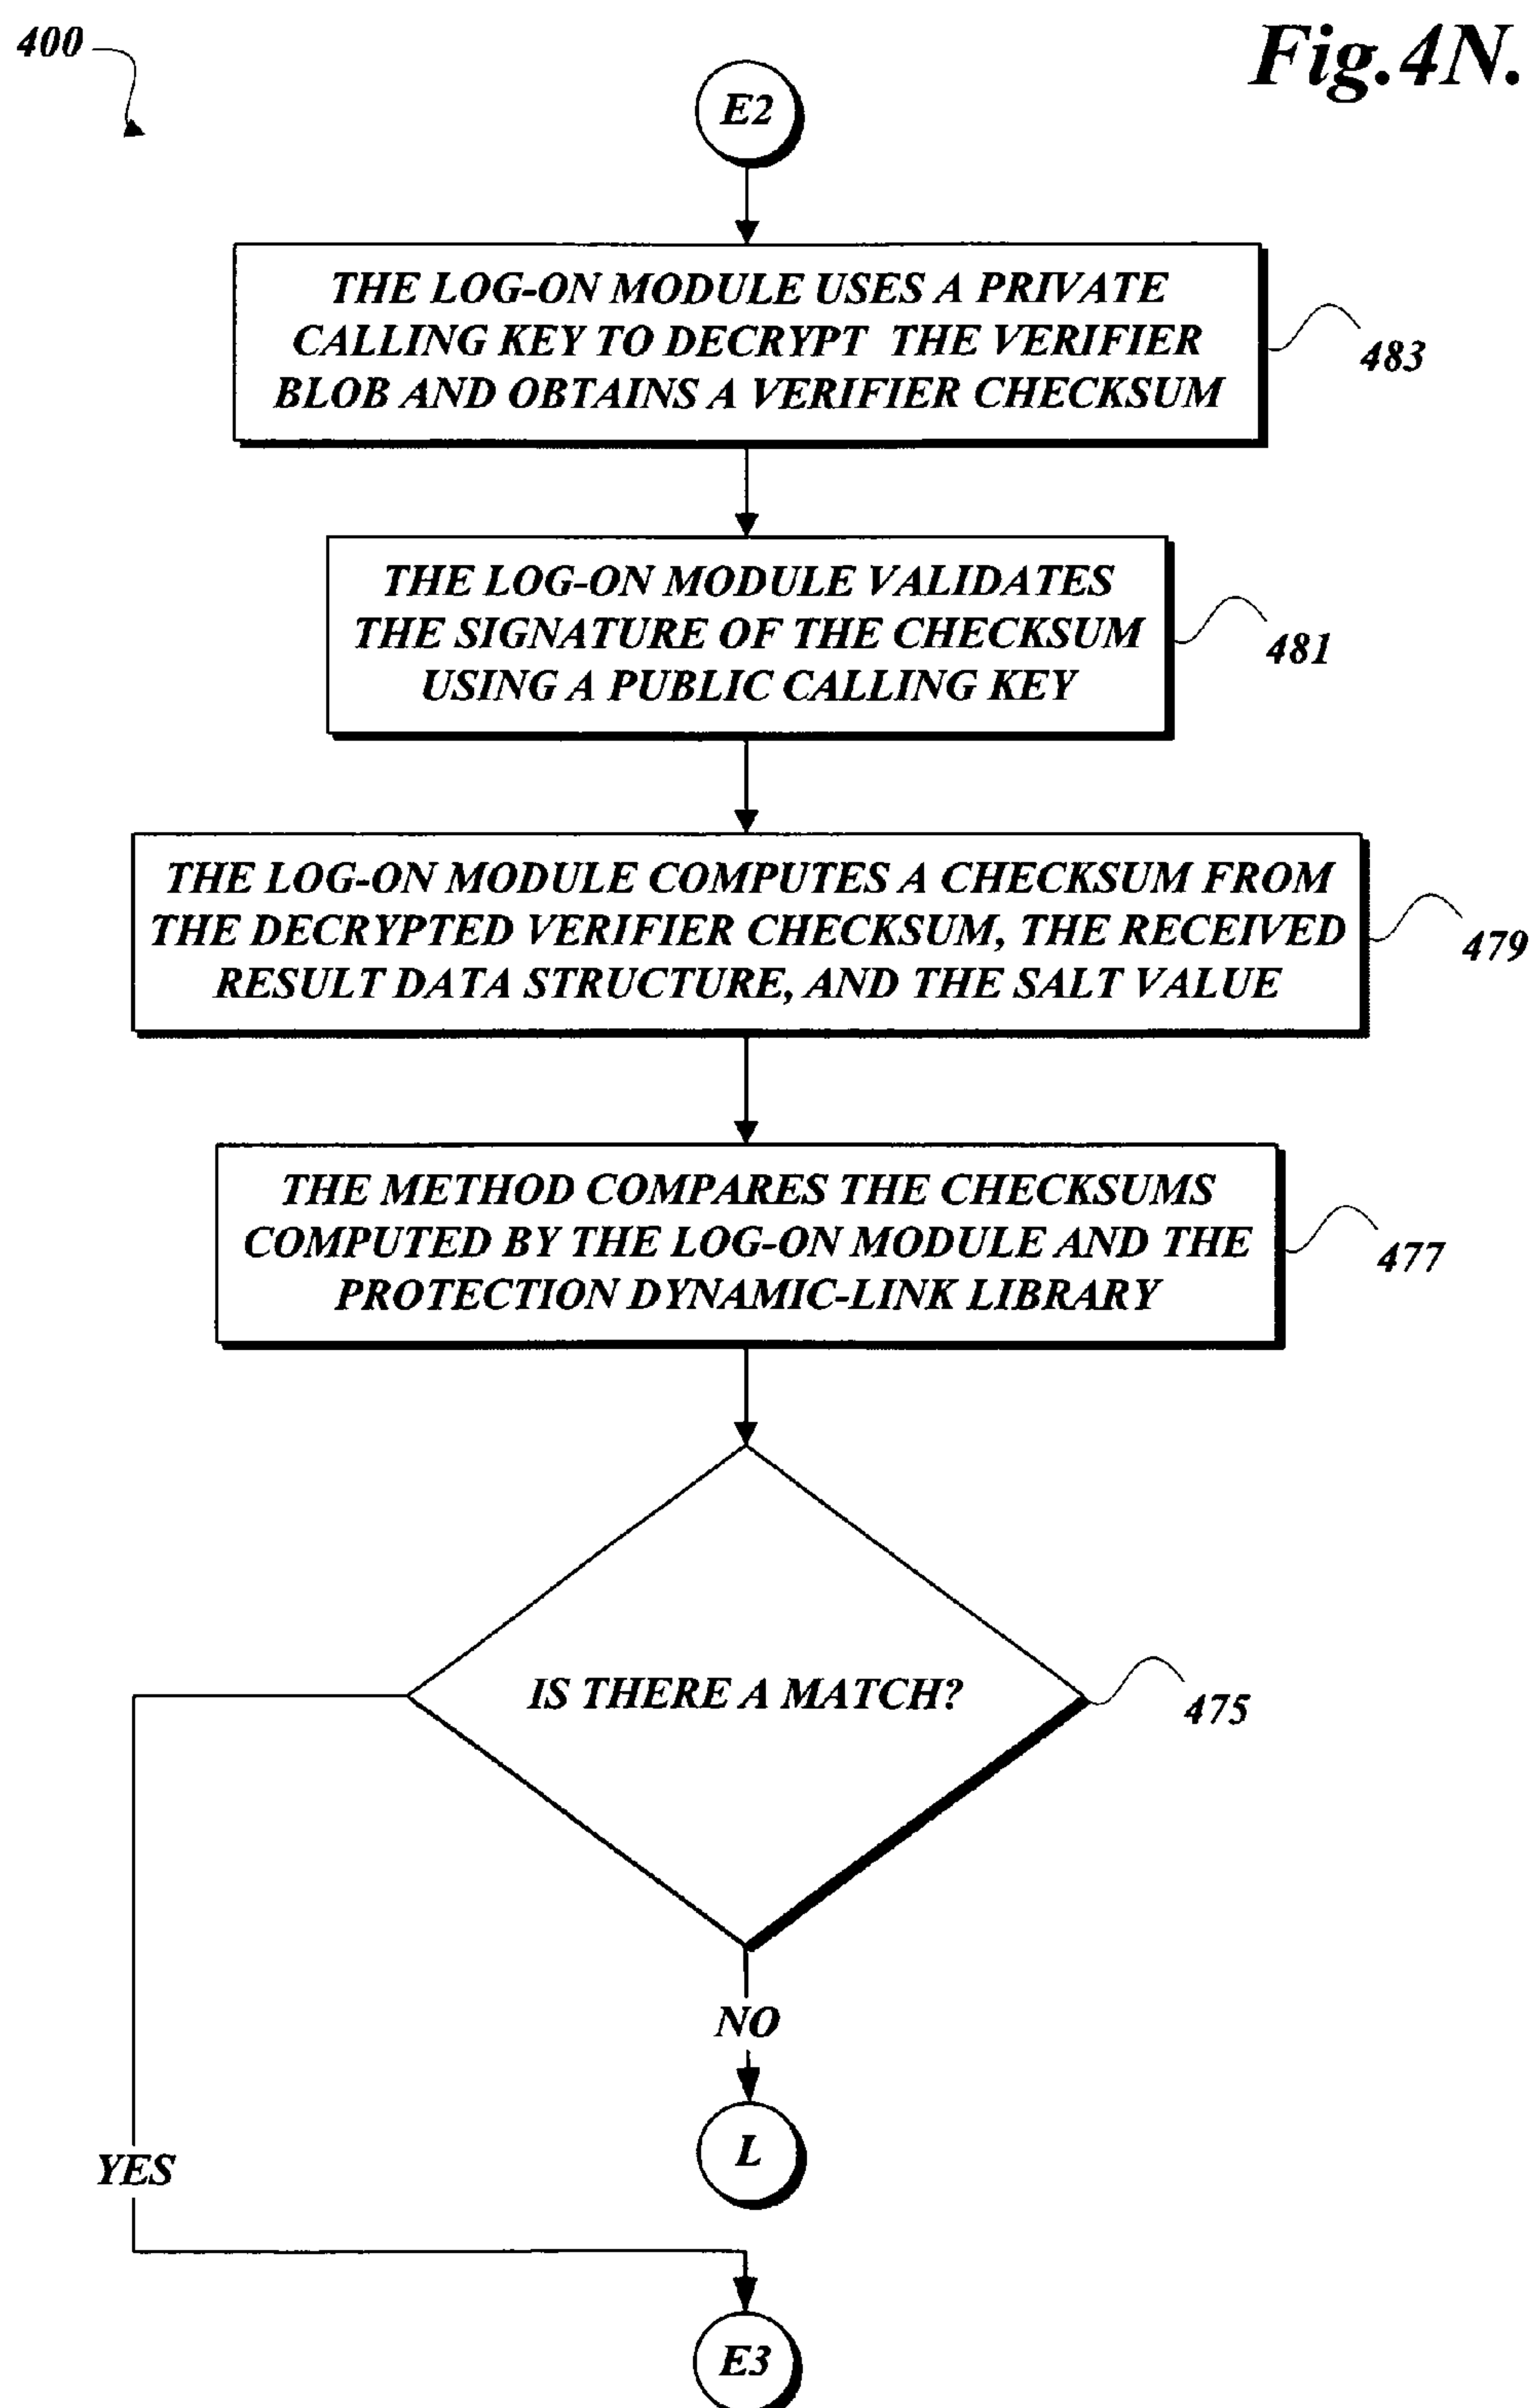 400
Fig.4N.
E2
THE LOG-ON MODULE USES A PRIVATE
CALLING KEY TO DECRYPT THE VERIFIER
BLOB AND OBTAINS A VERIFIER CHECKSUM
483
THE LOG-ON MODULE VALIDATES
THE SIGNATURE OF THE CHECKSUM
USING A PUBLIC CALLING KEY
481
THE LOG-ON MODULE COMPUTES A CHECKSUM FROM
THE DECRYPTED VERIFIER CHECKSUM, THE RECEIVED
RESULT DATA STRUCTURE, AND THE SALT VALUE
479
THE METHOD COMPARES THE CHECKSUMS
COMPUTED BY THE LOG-ON MODULE AND THE
PROTECTION DYNAMIC-LINK LIBRARY
477
IS THERE A MATCH?
475
NO
L
YES
E3